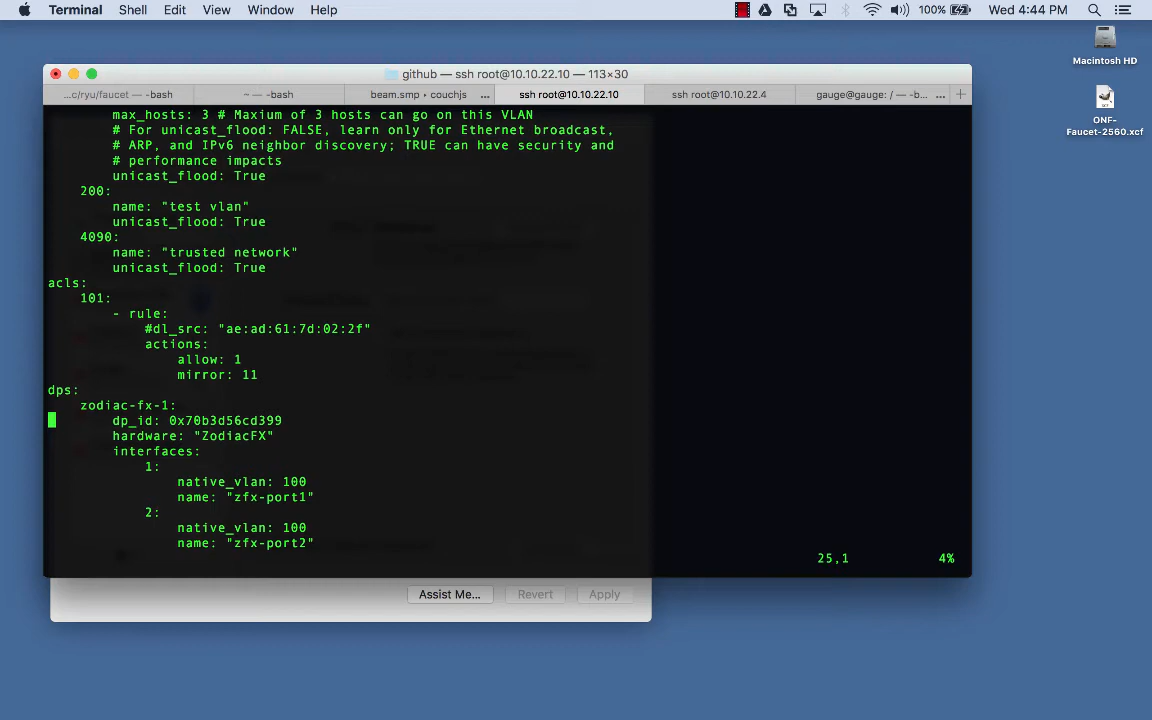 Terminal Shell Edit View Window Help 100% Wed 4:44 PM
Macintosh HD
ONF-
Faucet-2560.xcf
github — ssh root@10.10.22.10 — 113×30
...c/ryu/faucet — -bash ~ — -bash beam.smp • couchjs ... ssh root@10.10.22.10 ssh root@10.10.22.4 gauge@gauge: / — -b... ... +
max_hosts: 3 # Maxium of 3 hosts can go on this VLAN
# For unicast_flood: FALSE, learn only for Ethernet broadcast,
# ARP, and IPv6 neighbor discovery; TRUE can have security and
# performance impacts
unicast_flood: True
200:
name: "test vlan"
unicast_flood: True
4090:
name: "trusted network"
unicast_flood: True
acls:
101:
- rule:
#dl_src: "ae:ad:61:7d:02:2f"
actions:
allow: 1
mirror: 11
dps:
zodiac-fx-1:
dp_id: 0x70b3d56cd399
hardware: "ZodiacFX"
interfaces:
1:
native_vlan: 100
name: "zfx-port1"
2:
native_vlan: 100
name: "zfx-port2"
25,1 4%
Assist Me... Revert Apply